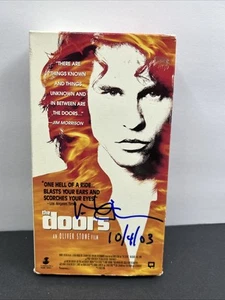 "THERE ARE
THINGS KNOWN
AND THINGS
UNKNOWN AND
IN BETWEEN ARE
THE DOORS..."
—JIM MORRISON
"ONE HELL OF A RIDE.
BLASTS YOUR EARS AND
SCORCHES YOUR EYES."
the doors
AN OLIVER STONE FILM
10/4/03